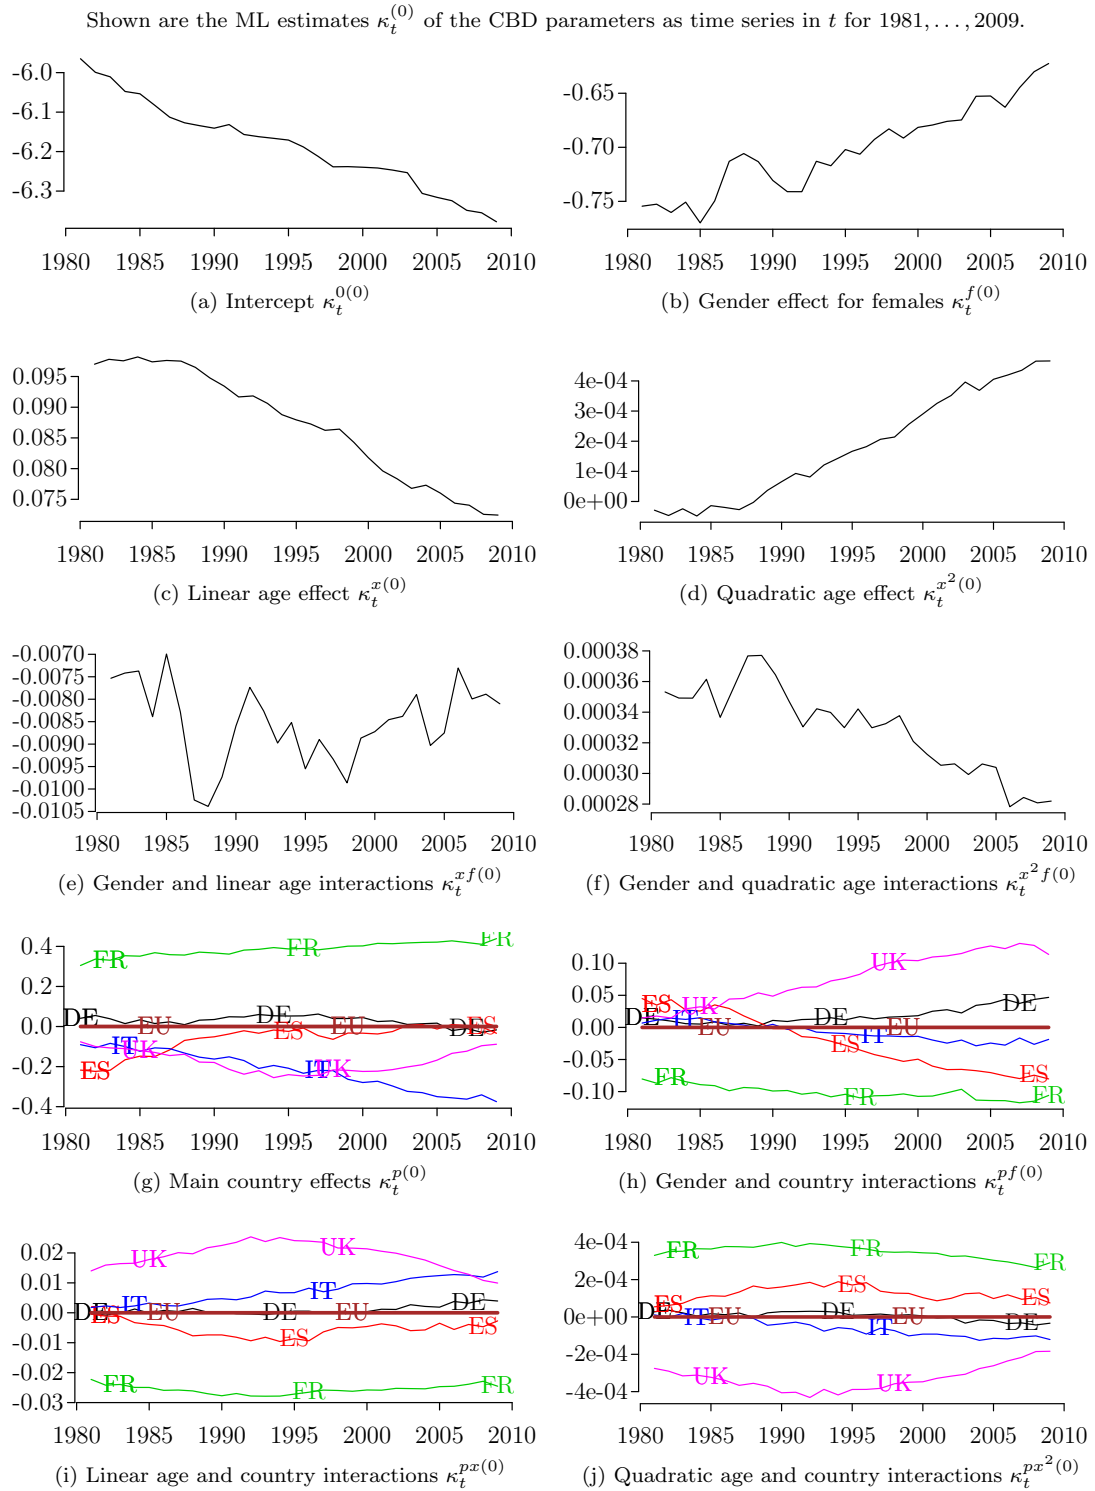 Shown are the ML estimates κ_t^{(0)} of the CBD parameters as time series in t for 1981, . . . , 2009.
-6.0
-6.1
-6.2
-6.3
1980 1985 1990 1995 2000 2005 2010
(a) Intercept κ_t^{0(0)}
-0.65
-0.70
-0.75
1980 1985 1990 1995 2000 2005 2010
(b) Gender effect for females κ_t^{f(0)}
0.095
0.090
0.085
0.080
0.075
1980 1985 1990 1995 2000 2005 2010
(c) Linear age effect κ_t^{x(0)}
4e-04
3e-04
2e-04
1e-04
0e+00
1980 1985 1990 1995 2000 2005 2010
(d) Quadratic age effect κ_t^{x^2(0)}
-0.0070
-0.0075
-0.0080
-0.0085
-0.0090
-0.0095
-0.0100
-0.0105
1980 1985 1990 1995 2000 2005 2010
(e) Gender and linear age interactions κ_t^{xf(0)}
0.00038
0.00036
0.00034
0.00032
0.00030
0.00028
1980 1985 1990 1995 2000 2005 2010
(f) Gender and quadratic age interactions κ_t^{x^2f(0)}
0.4
0.2
0.0
-0.2
-0.4
FR FR FR
DE DE DE
EU EU
ES ES ES
IT IT
UK UK
1980 1985 1990 1995 2000 2005 2010
(g) Main country effects κ_t^{p(0)}
0.10
0.05
0.00
-0.05
-0.10
UK UK
ES ES ES
DE DE DE
IT IT
EU EU
FR FR FR
1980 1985 1990 1995 2000 2005 2010
(h) Gender and country interactions κ_t^{pf(0)}
0.02
0.01
0.00
-0.01
-0.02
-0.03
UK UK
IT IT
DE DE DE
EU EU
ES ES ES
FR FR FR
1980 1985 1990 1995 2000 2005 2010
(i) Linear age and country interactions κ_t^{px(0)}
4e-04
2e-04
0e+00
-2e-04
-4e-04
FR FR FR
ES ES ES
DE DE DE
IT IT
EU EU
UK UK
1980 1985 1990 1995 2000 2005 2010
(j) Quadratic age and country interactions κ_t^{px^2(0)}